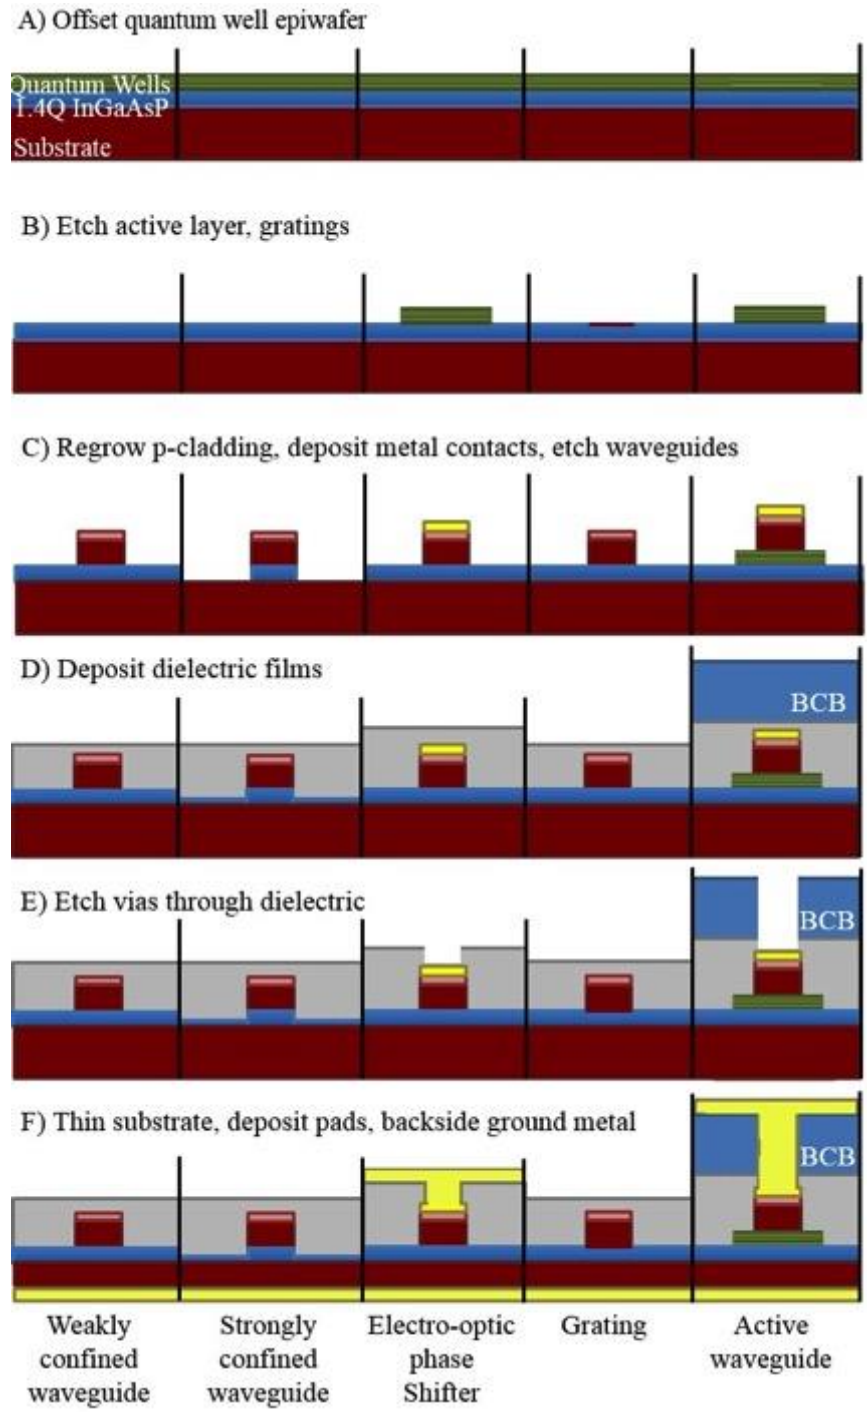 A) Offset quantum well epiwafer
Quantum Wells
1.4Q InGaAsP
Substrate
B) Etch active layer, gratings
C) Regrow p-cladding, deposit metal contacts, etch waveguides
D) Deposit dielectric films
BCB
E) Etch vias through dielectric
BCB
F) Thin substrate, deposit pads, backside ground metal
BCB
Weakly confined waveguide
Strongly confined waveguide
Electro-optic phase Shifter
Grating
Active waveguide